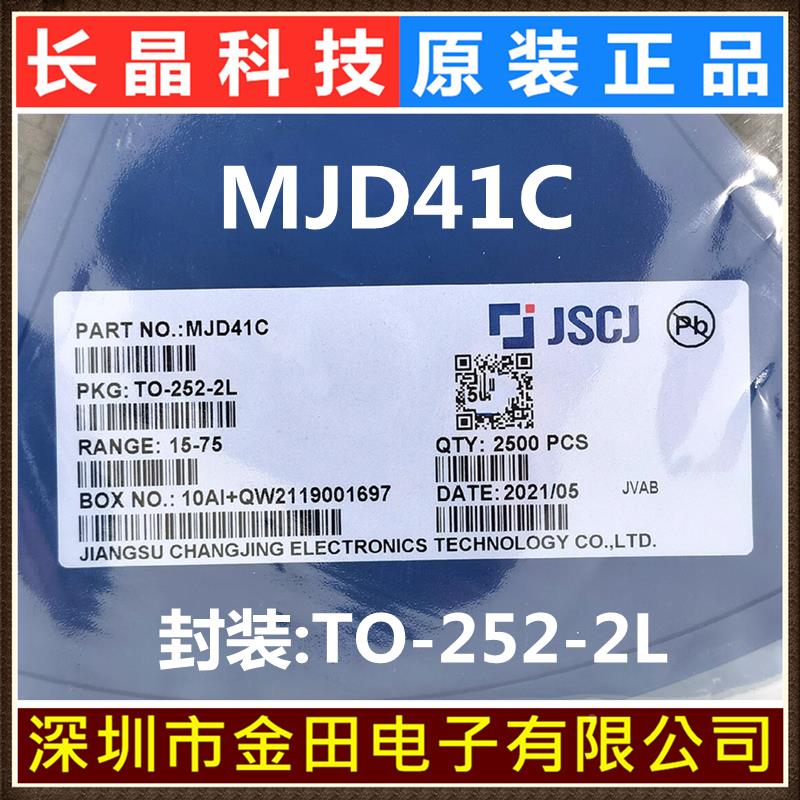 长晶科技 原装正品
MJD41C
PART NO.:MJD41C
JSCJ
Pb
PKG: TO-252-2L
RANGE: 15-75
QTY: 2500 PCS
BOX NO.: 10AI+QW2119001697
DATE: 2021/05
JVAB
JIANGSU CHANGJING ELECTRONICS TECHNOLOGY CO.,LTD.
封装:TO-252-2L
深圳市金田电子有限公司